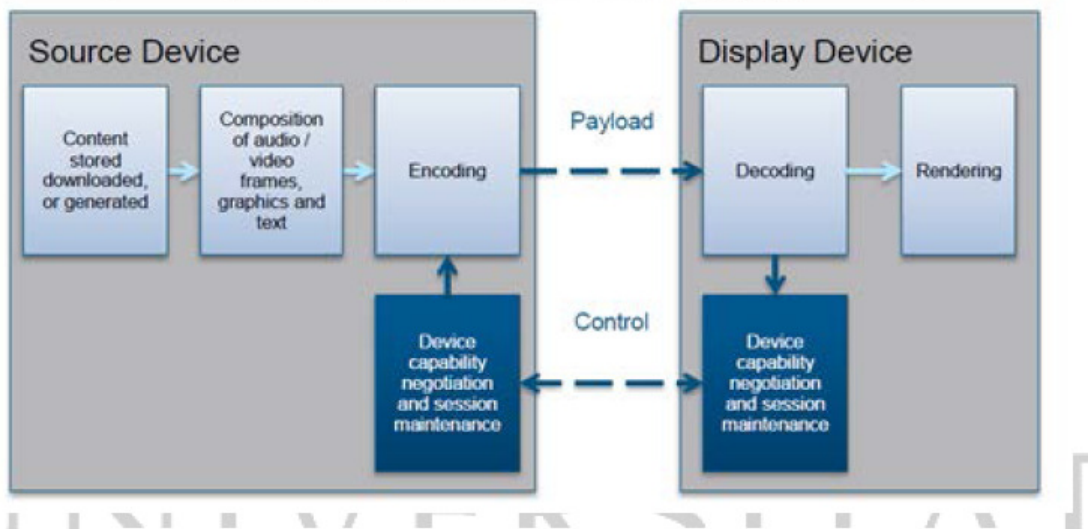 Source Device
Content
stored
downloaded,
or generated
Composition
of audio /
video
frames,
graphics and
text
Encoding
Device
capability
negotiation
and session
maintenance
Payload
Control
Display Device
Decoding
Rendering
Device
capability
negotiation
and session
maintenance